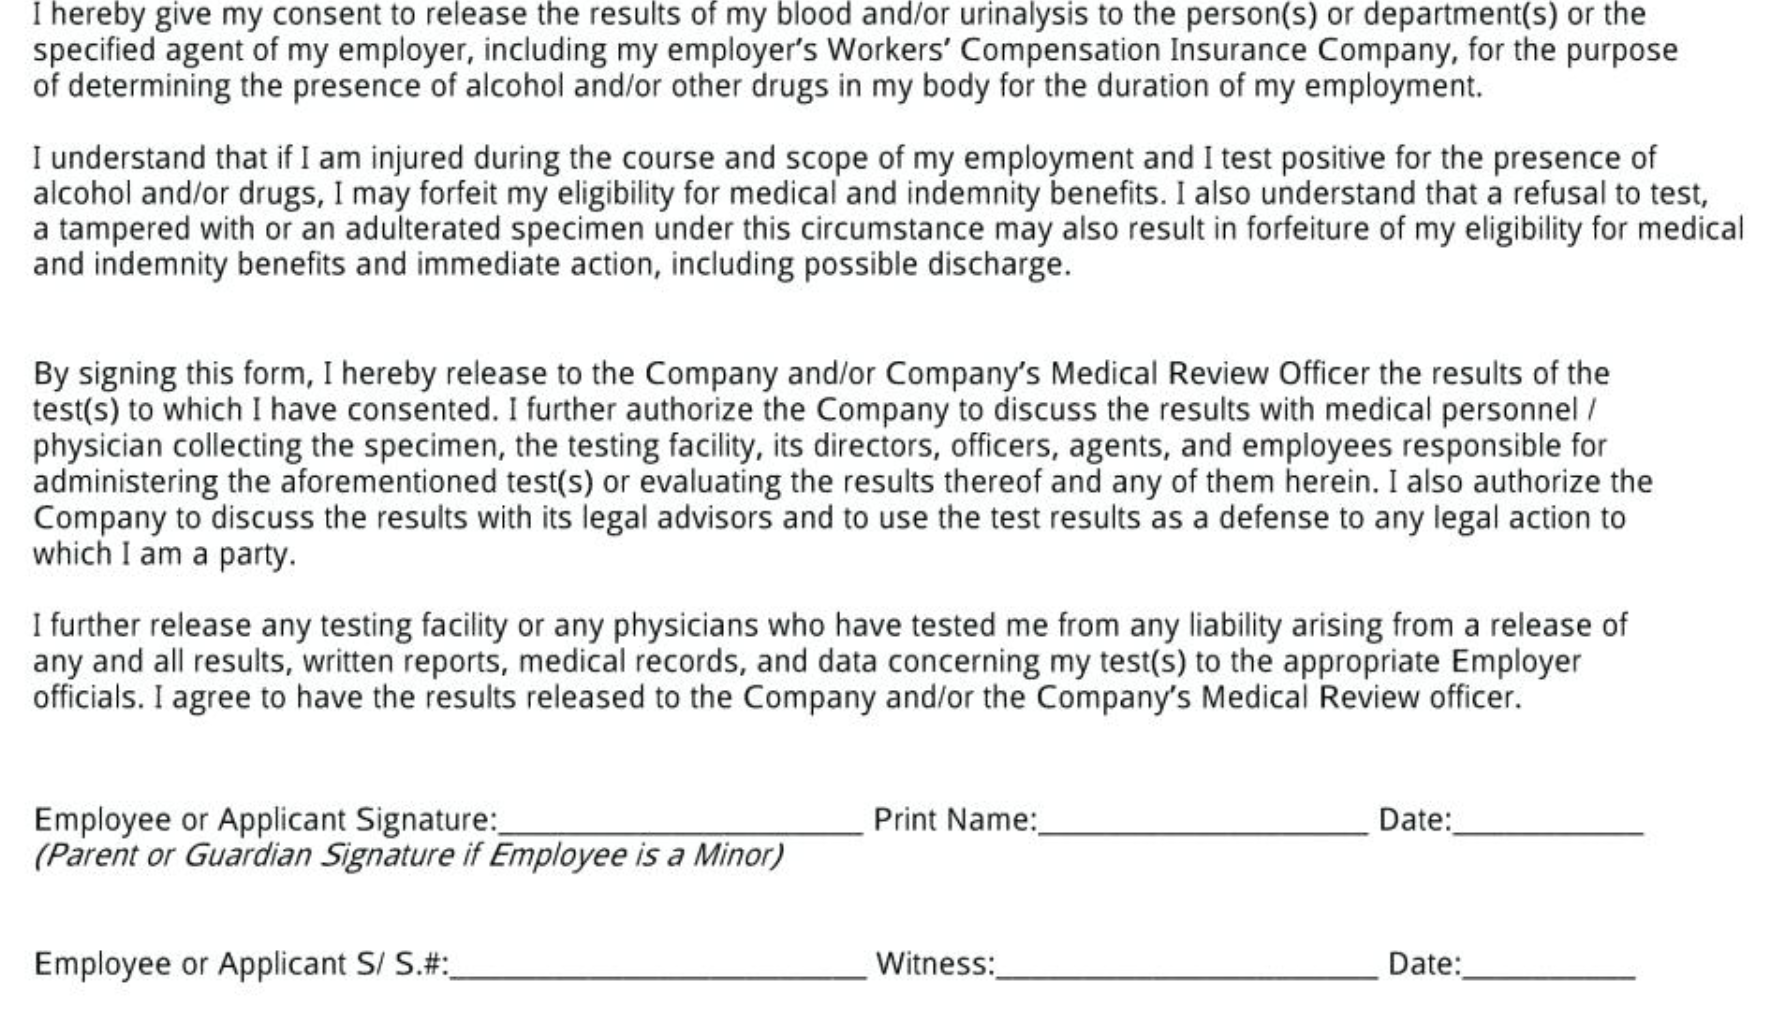 I hereby give my consent to release the results of my blood and/or urinalysis to the person(s) or department(s) or the
specified agent of my employer, including my employer’s Workers’ Compensation Insurance Company, for the purpose
of determining the presence of alcohol and/or other drugs in my body for the duration of my employment.
I understand that if I am injured during the course and scope of my employment and I test positive for the presence of
alcohol and/or drugs, I may forfeit my eligibility for medical and indemnity benefits. I also understand that a refusal to test,
a tampered with or an adulterated specimen under this circumstance may also result in forfeiture of my eligibility for medical
and indemnity benefits and immediate action, including possible discharge.
By signing this form, I hereby release to the Company and/or Company’s Medical Review Officer the results of the
test(s) to which I have consented. I further authorize the Company to discuss the results with medical personnel /
physician collecting the specimen, the testing facility, its directors, officers, agents, and employees responsible for
administering the aforementioned test(s) or evaluating the results thereof and any of them herein. I also authorize the
Company to discuss the results with its legal advisors and to use the test results as a defense to any legal action to
which I am a party.
I further release any testing facility or any physicians who have tested me from any liability arising from a release of
any and all results, written reports, medical records, and data concerning my test(s) to the appropriate Employer
officials. I agree to have the results released to the Company and/or the Company’s Medical Review officer.
Employee or Applicant Signature:______________________ Print Name:____________________ Date:___________
(Parent or Guardian Signature if Employee is a Minor)
Employee or Applicant S/ S.#:_________________________ Witness:_______________________ Date:__________